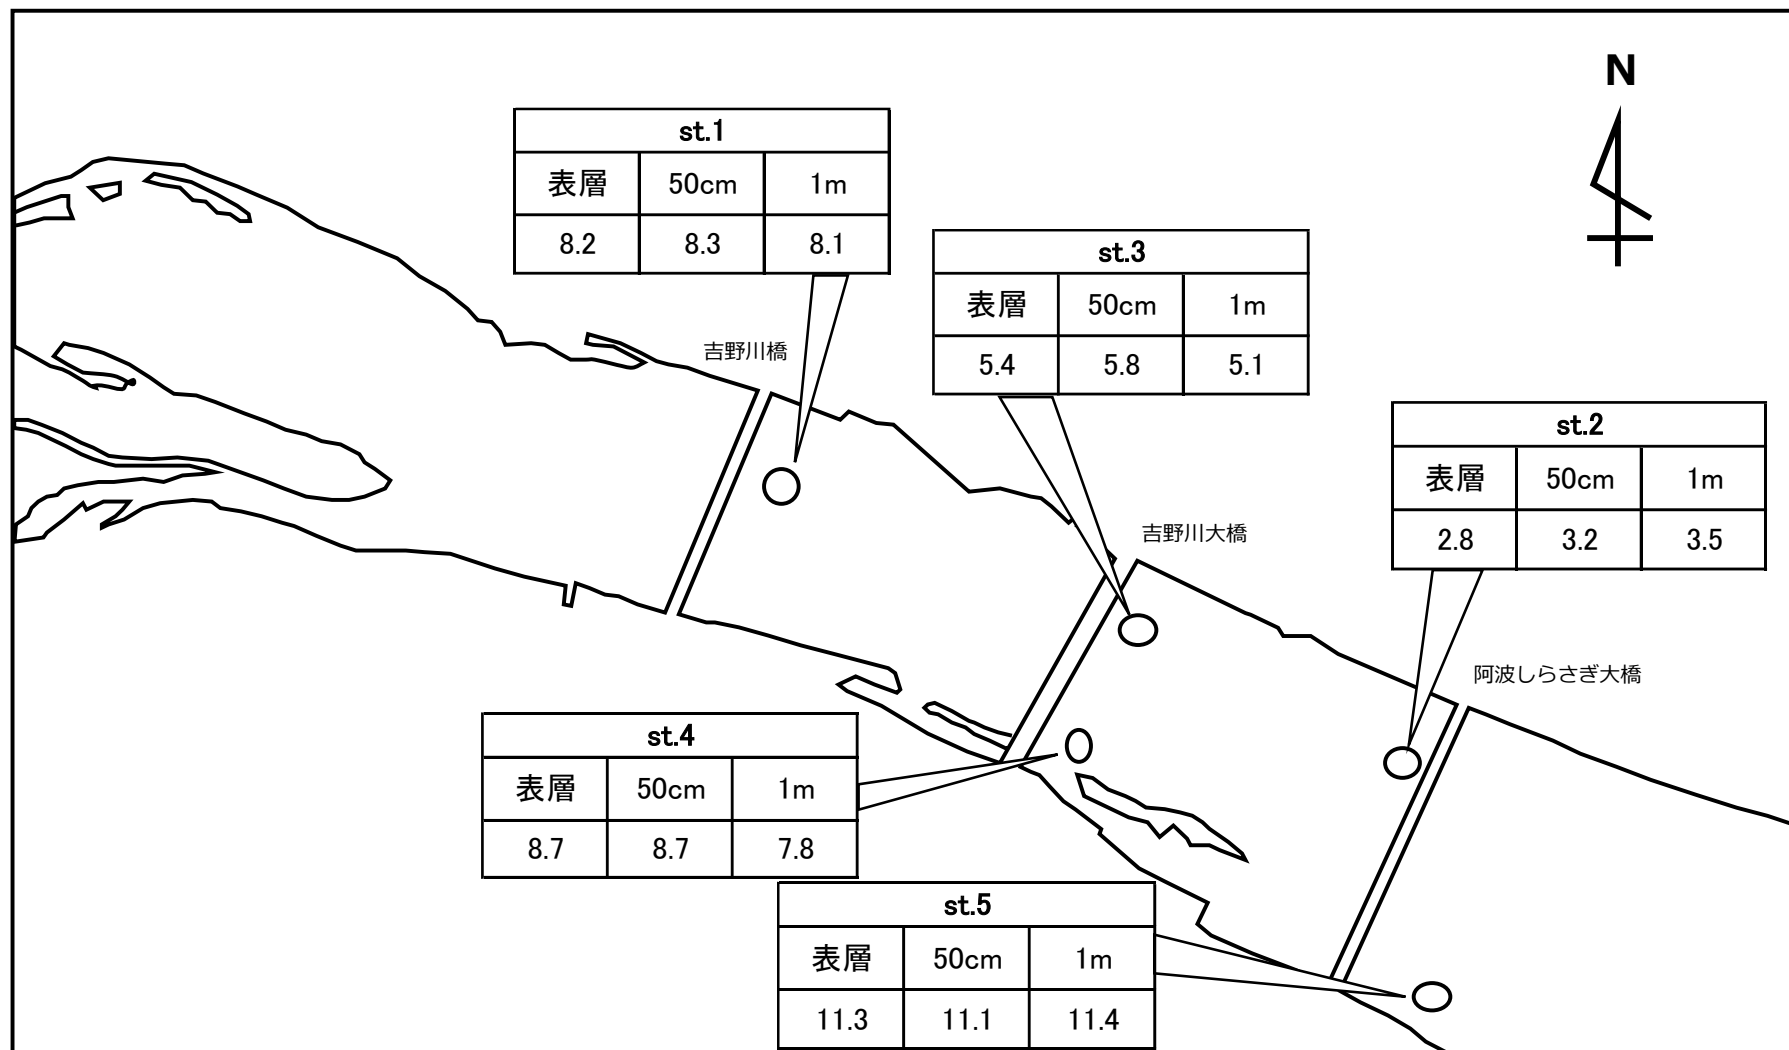 N
st.1
表層 50cm 1m
8.2 8.3 8.1
吉野川橋
st.3
表層 50cm 1m
5.4 5.8 5.1
吉野川大橋
st.2
表層 50cm 1m
2.8 3.2 3.5
阿波しらさぎ大橋
st.4
表層 50cm 1m
8.7 8.7 7.8
st.5
表層 50cm 1m
11.3 11.1 11.4